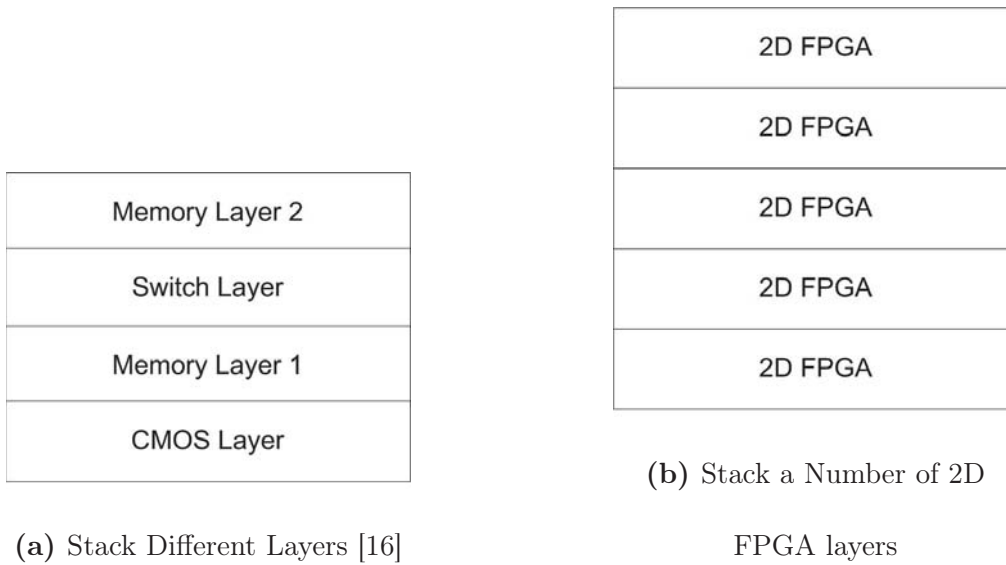 Memory Layer 2
Switch Layer
Memory Layer 1
CMOS Layer
(a) Stack Different Layers [16]
2D FPGA
2D FPGA
2D FPGA
2D FPGA
2D FPGA
(b) Stack a Number of 2D
FPGA layers